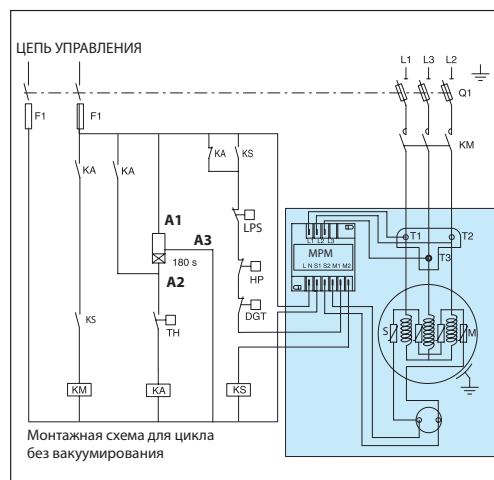 ЦЕПЬ УПРАВЛЕНИЯ
L1 L3 L2
F1 F1 Q1
KA KA KA KS KM
A1
A3
LPS
180 s
A2
HP
TH
DGT
KS
L1 L2 L3
MPM
L N S1 S2 M1 M2
T1 T2
T3
S M
KM KA KS
Монтажная схема для цикла
без вакуумирования